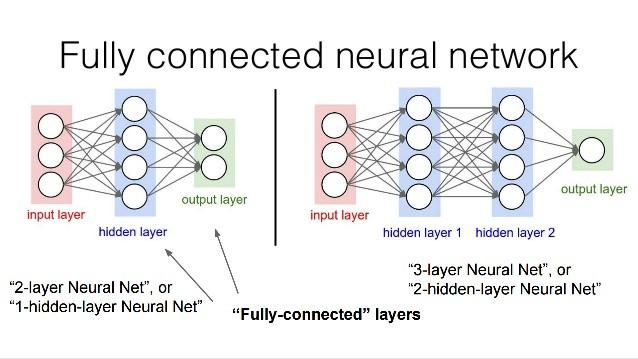 Fully connected neural network
input layer
hidden layer
output layer
"2-layer Neural Net", or
"1-hidden-layer Neural Net"
input layer
hidden layer 1
hidden layer 2
output layer
"3-layer Neural Net", or
"2-hidden-layer Neural Net"
"Fully-connected" layers